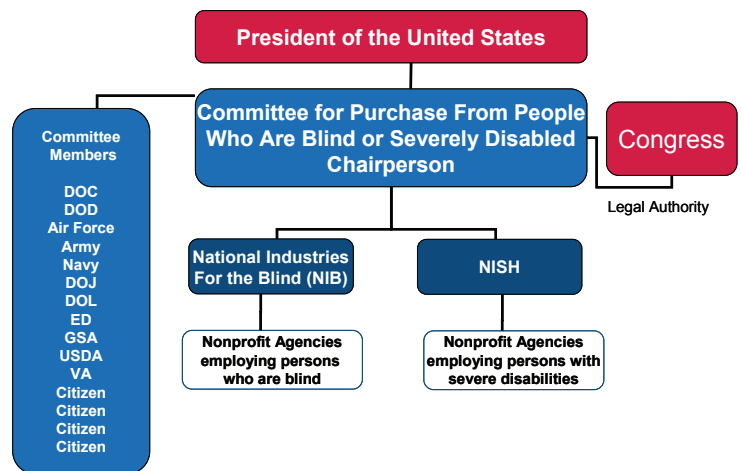 President of the United States
Committee for Purchase From People
Who Are Blind or Severely Disabled
Chairperson
Congress
Legal Authority
Committee
Members
DOC
DOD
Air Force
Army
Navy
DOJ
DOL
ED
GSA
USDA
VA
Citizen
Citizen
Citizen
Citizen
National Industries
For the Blind (NIB)
NISH
Nonprofit Agencies
employing persons
who are blind
Nonprofit Agencies
employing persons with
severe disabilities